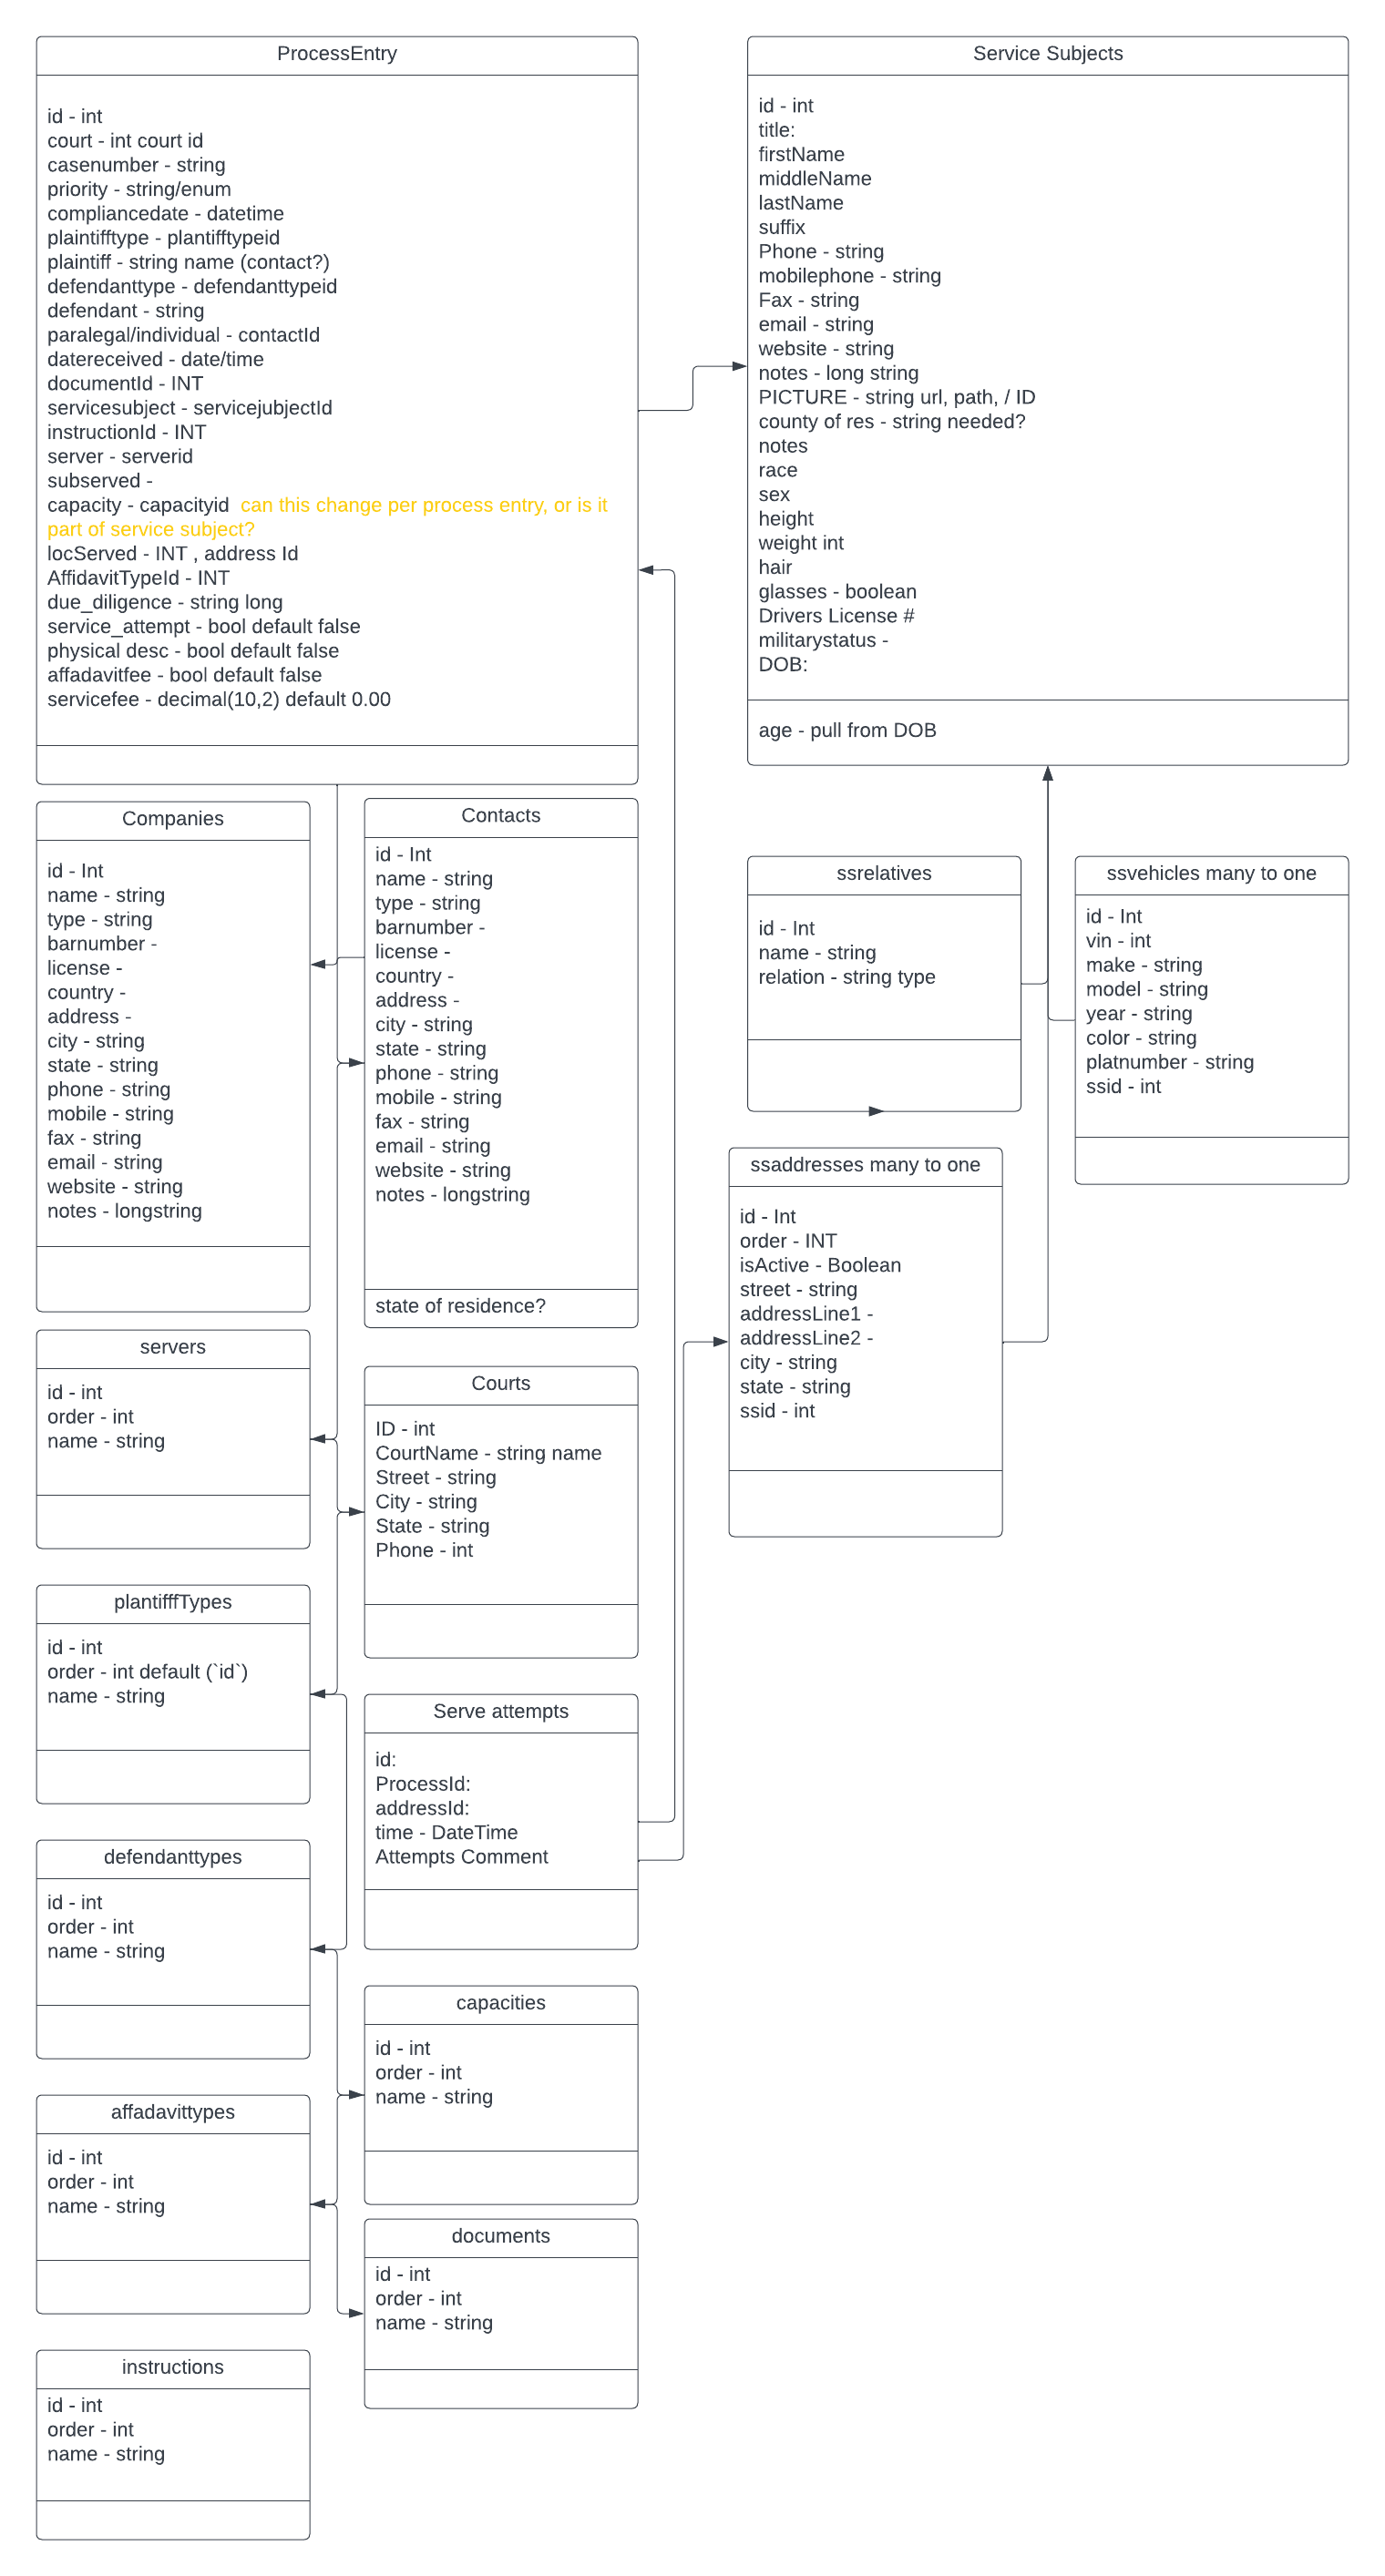 ProcessEntry
id - int
court - int court id
casenumber - string
priority - string/enum
compliancedate - datetime
plaintifftype - plantifftypeid
plaintiff - string name (contact?)
defendanttype - defendanttypeid
defendant - string
paralegal/individual - contactId
datereceived - date/time
documentId - INT
servicesubject - servicejubjectId
instructionId - INT
server - serverid
subserved -
capacity - capacityid  can this change per process entry, or is it
part of service subject?
locServed - INT , address Id
AffidavitTypeId - INT
due_diligence - string long
service_attempt - bool default false
physical desc - bool default false
affadavitfee - bool default false
servicefee - decimal(10,2) default 0.00
Service Subjects
id - int
title:
firstName
middleName
lastName
suffix
Phone - string
mobilephone - string
Fax - string
email - string
website - string
notes - long string
PICTURE - string url, path, / ID
county of res - string needed?
notes
race
sex
height
weight int
hair
glasses - boolean
Drivers License #
militarystatus -
DOB:
age - pull from DOB
Companies
id - Int
name - string
type - string
barnumber -
license -
country -
address -
city - string
state - string
phone - string
mobile - string
fax - string
email - string
website - string
notes - longstring
Contacts
id - Int
name - string
type - string
barnumber -
license -
country -
address -
city - string
state - string
phone - string
mobile - string
fax - string
email - string
website - string
notes - longstring
state of residence?
ssrelatives
id - Int
name - string
relation - string type
ssvehicles many to one
id - Int
vin - int
make - string
model - string
year - string
color - string
platnumber - string
ssid - int
ssaddresses many to one
id - Int
order - INT
isActive - Boolean
street - string
addressLine1 -
addressLine2 -
city - string
state - string
ssid - int
servers
id - int
order - int
name - string
Courts
ID - int
CourtName - string name
Street - string
City - string
State - string
Phone - int
plantifffTypes
id - int
order - int default (`id`)
name - string
Serve attempts
id:
ProcessId:
addressId:
time - DateTime
Attempts Comment
defendanttypes
id - int
order - int
name - string
capacities
id - int
order - int
name - string
affadavittypes
id - int
order - int
name - string
documents
id - int
order - int
name - string
instructions
id - int
order - int
name - string